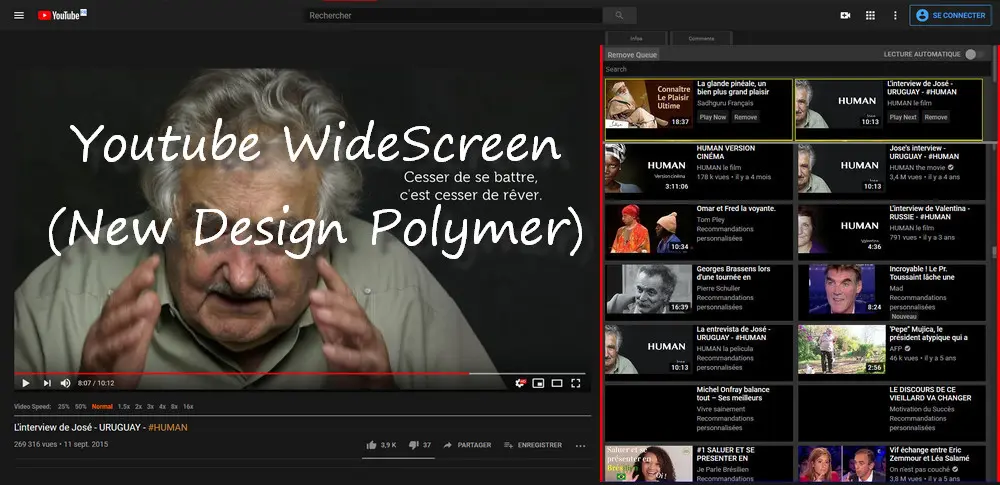 YouTube FR
Rechercher
SE CONNECTER
Infos
Comments
Remove Queue
LECTURE AUTOMATIQUE
Search
Youtube WideScreen
(New Design Polymer)
Cesser de se battre,
c'est cesser de rêver.
8:07 / 10:12
Video Speed: 25% 50% Normal 1.5x 2x 3x 4x 8x 16x
L'interview de José - URUGUAY - #HUMAN
269 316 vues • 11 sept. 2015
3,9 K
37
PARTAGER
ENREGISTRER
Connaître
Le Plaisir
Ultime
18:37
La glande pinéale, un
bien plus grand plaisir
Sadhguru Français
Play Now
Remove
HUMAN
10:13
L'interview de José -
URUGUAY - #HUMAN
HUMAN le film
Play Next
Remove
HUMAN
Version cinéma
3:11:06
HUMAN VERSION
CINÉMA
HUMAN le film
178 k vues • il y a 4 mois
HUMAN
10:13
Jose's interview -
URUGUAY - #HUMAN
HUMAN the movie
3,4 M vues • il y a 4 ans
10:34
Omar et Fred la voyante.
Tom Pley
Recommandations
personnalisées
HUMAN
4:36
L'interview de Valentina -
RUSSIE - #HUMAN
HUMAN le film
791 vues • il y a 3 ans
16:39
Georges Brassens lors
d'une tournée en
Pierre Schuller
Recommandations
personnalisées
8:24
Incroyable ! Le Pr.
Toussaint lâche une
Mad
Recommandations
personnalisées
Nouveau
HUMAN
10:13
La entrevista de José -
URUGUAY - #HUMAN
HUMAN la pelicula
Recommandations
personnalisées
2:56
"Pepe" Mujica, le
président atypique qui a
AFP
46 k vues • il y a 5 ans
Michel Onfray balance
tout ~ Ses meilleurs
Vivre sainement
Recommandations
personnalisées
LE DISCOURS DE CE
VIEILLARD VA CHANGER
Motivation du Succès
Recommandations
personnalisées
Saluer et se
présenter en
#1 SALUER ET SE
PRESENTER EN
Je Parle Brésilien
Recommandations
Vif échange entre Eric
Zemmour et Léa Salamé
On n'est pas couché
3,8 M vues • il y a 5 ans